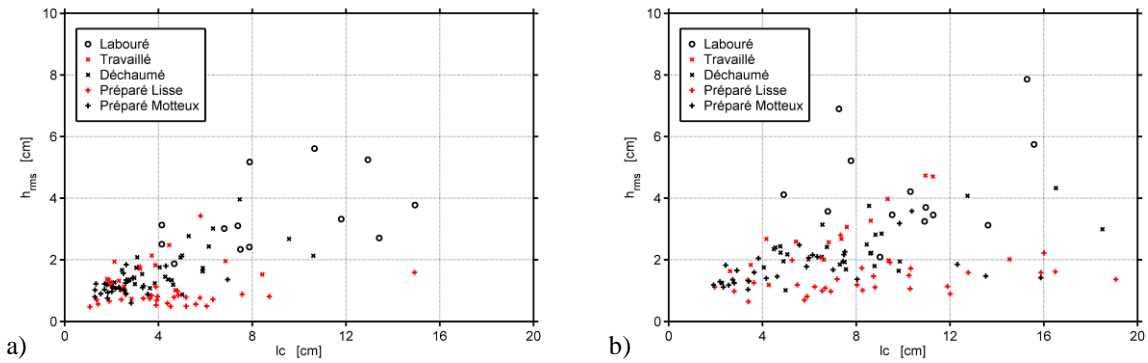 10
8
6
4
2
0
h_rms [cm]
Labouré
Travaillé
Déchaumé
Préparé Lisse
Préparé Motteux
0 4 8 12 16 20
lc [cm]
a)
10
8
6
4
2
0
h_rms [cm]
Labouré
Travaillé
Déchaumé
Préparé Lisse
Préparé Motteux
0 4 8 12 16 20
lc [cm]
b)